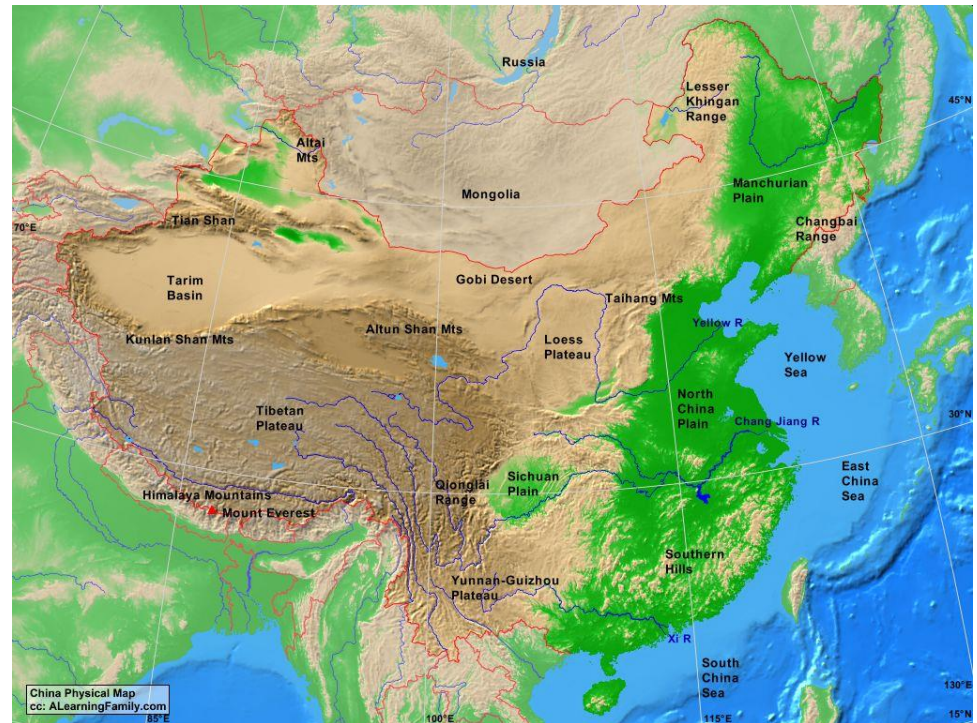 Russia
Lesser
Khingan
Range
45°N
Altai
Mts
Manchurian
Plain
Mongolia
Tian Shan
Changbai
Range
70°E
Gobi Desert
Tarim
Basin
Taihang Mts
Yellow R
Altun Shan Mts
Kunlan Shan Mts
Loess
Plateau
Yellow
Sea
North
China
Plain
30°N
Chang Jiang R
Tibetan
Plateau
East
China
Sea
Sichuan
Plain
Qionglai
Range
Himalaya Mountains
Mount Everest
Southern
Hills
Yunnan-Guizhou
Plateau
Xi R
South
China
Sea
130°E
China Physical Map
cc: ALearningFamily.com
85°E
100°E
115°E
15°N